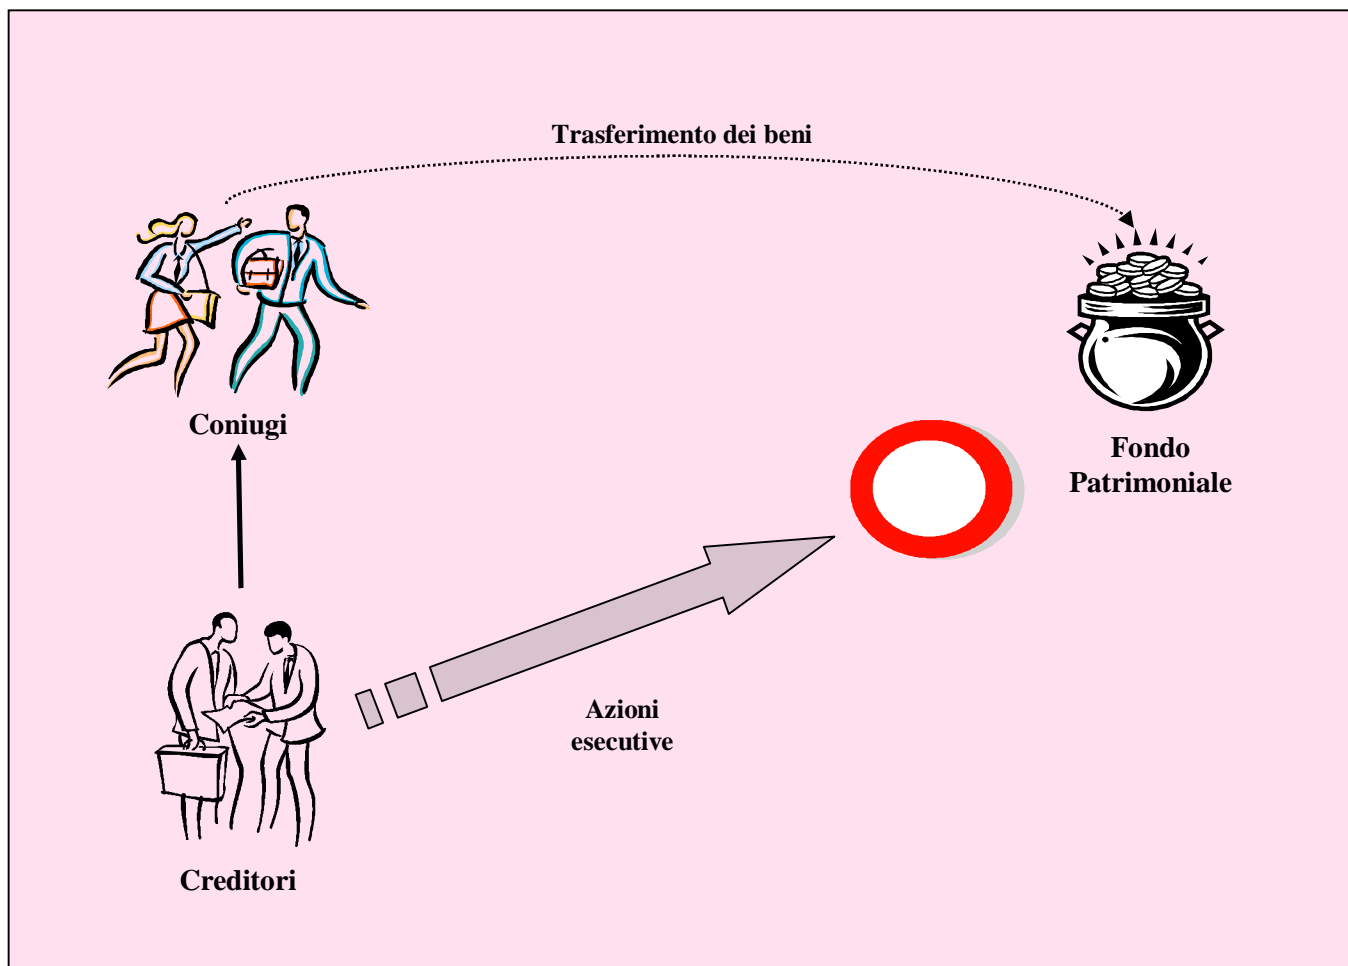 Trasferimento dei beni
Coniugi
Fondo
Patrimoniale
Azioni
esecutive
Creditori